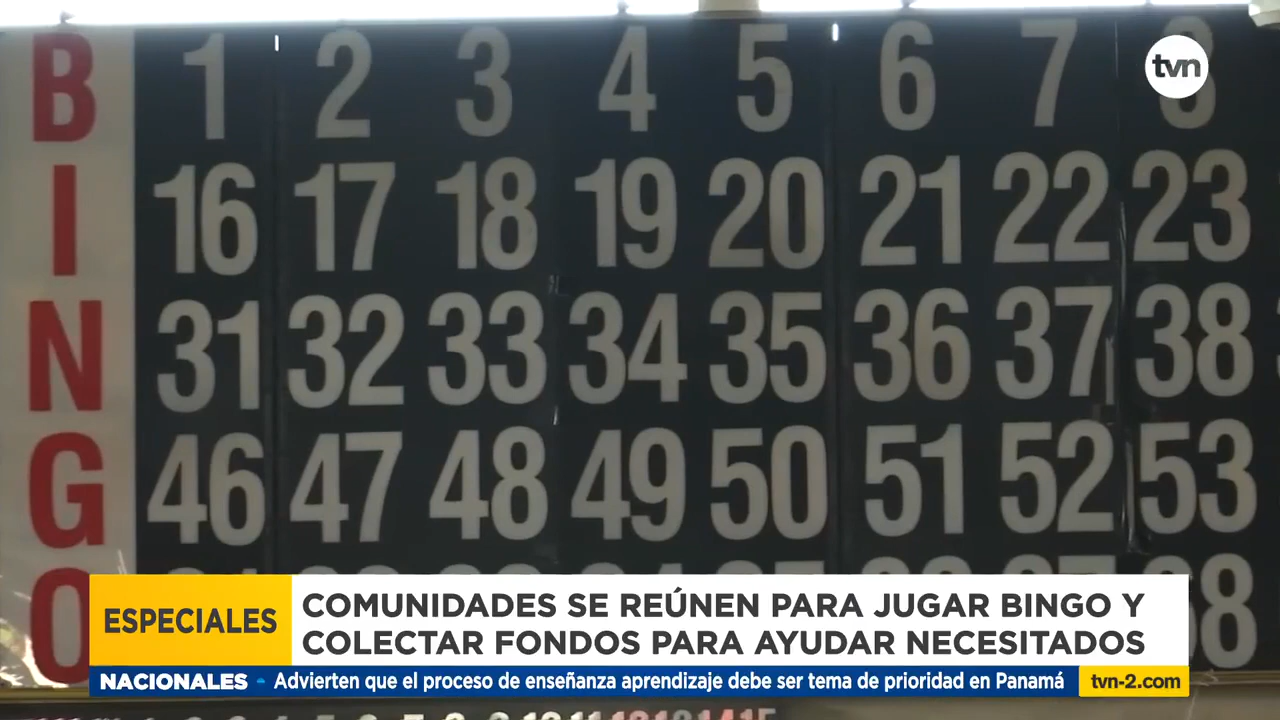 B 1 2 3 4 5 6 7 8
tvn
I 16 17 18 19 20 21 22 23
N 31 32 33 34 35 36 37 38
G 46 47 48 49 50 51 52 53
O 68
ESPECIALES
COMUNIDADES SE REÚNEN PARA JUGAR BINGO Y
COLECTAR FONDOS PARA AYUDAR NECESITADOS
NACIONALES - Advierten que el proceso de enseñanza aprendizaje debe ser tema de prioridad en Panamá
tvn-2.com